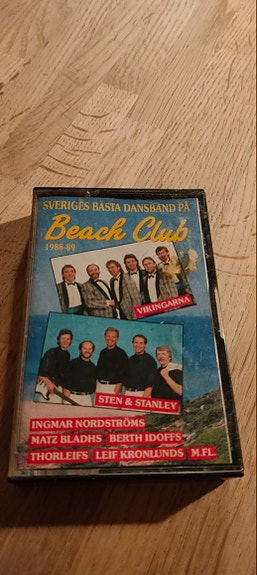 SVERIGES BÄSTA DANSBAND PÅ
Beach Club
1988-89
VIKINGARNA
STEN & STANLEY
INGMAR NORDSTRÖMS
MATZ BLADHS BERTH IDOFFS
THORLEIFS LEIF KRONLUNDS M.FL.